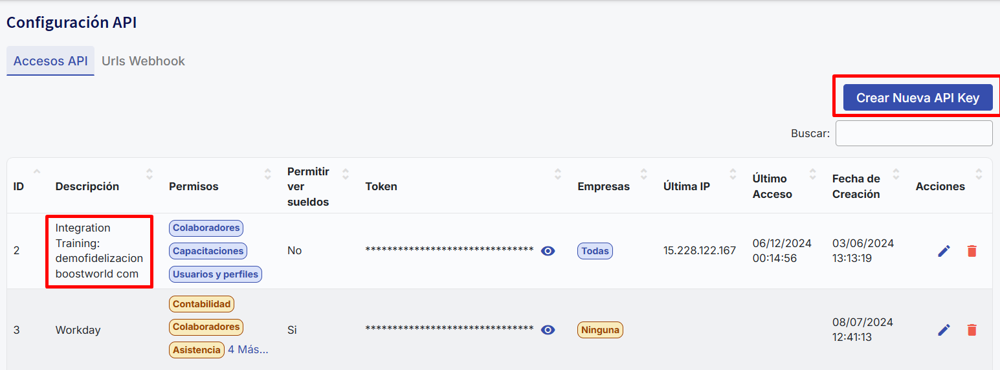 Configuración API
Accesos API Urls Webhook
Crear Nueva API Key
Buscar:
ID Descripción Permisos Permitir ver sueldos Token Empresas Última IP Último Acceso Fecha de Creación Acciones
2
Integration
Training:
demofidelizacion
boostworld com
Colaboradores
Capacitaciones
Usuarios y perfiles
No
*******************************
Todas
15.228.122.167
06/12/2024
00:14:56
03/06/2024
13:13:19
3
Workday
Contabilidad
Colaboradores
Asistencia 4 Más...
Si
*******************************
Ninguna
08/07/2024
12:41:13